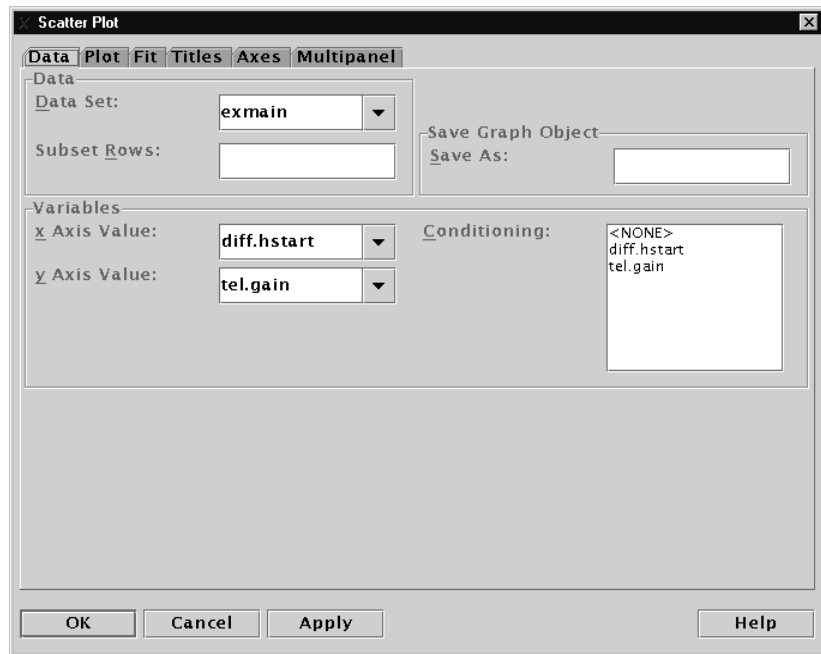 Scatter Plot
Data Plot Fit Titles Axes Multipanel
Data
Data Set:
exmain
Subset Rows:
Save Graph Object
Save As:
Variables
x Axis Value:
diff.hstart
y Axis Value:
tel.gain
Conditioning:
<NONE>
diff.hstart
tel.gain
OK Cancel Apply Help